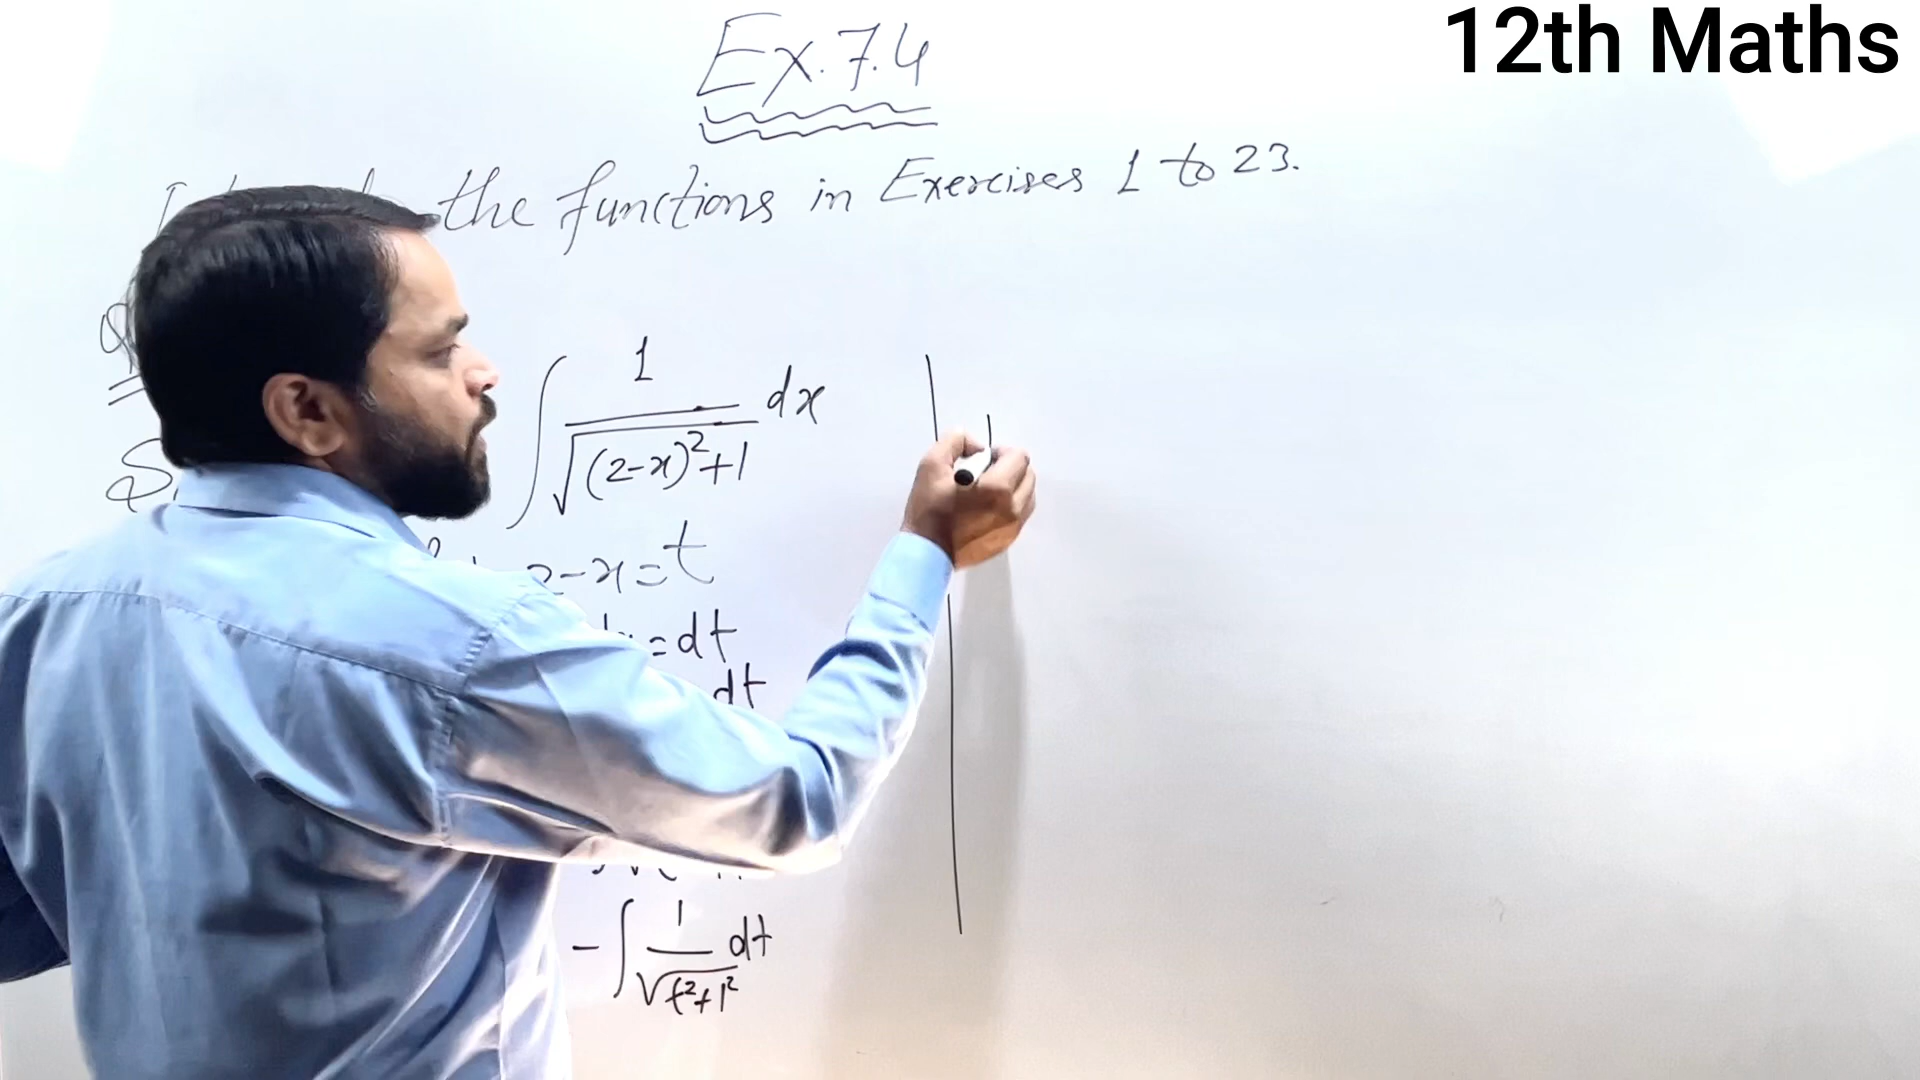 12th Maths
Ex. 7.4
the functions in Exercises 1 to 23.
∫ 1/√((2-x)²+1) dx
2-x=t
=dt
dt
-∫ 1/√(t²+1²) dt